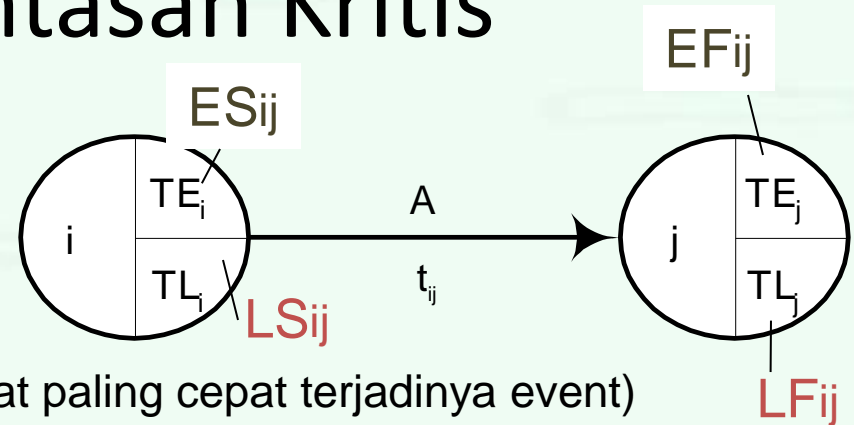 ntasan Kritis
EFij
ESij
TEi
A
TEj
i
j
TLi
tij
TLj
LSij
at paling cepat terjadinya event)
LFij